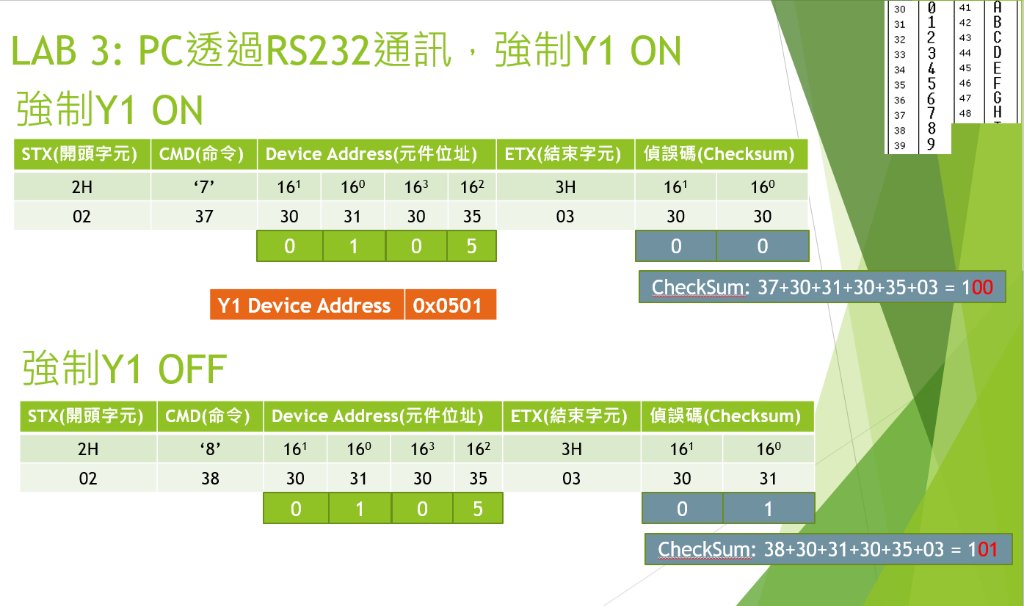 30 0 41 A
31 1 42 B
32 2 43 C
33 3 44 D
34 4 45 E
35 5 46 F
36 6 47 G
37 7 48 H
38 8
39 9
LAB 3: PC透過RS232通訊，強制Y1 ON
強制Y1 ON
STX(開頭字元) CMD(命令) Device Address(元件位址) ETX(結束字元) 偵誤碼(Checksum)
2H ‘7’ 16¹ 16⁰ 16³ 16² 3H 16¹ 16⁰
02 37 30 31 30 35 03 30 30
0 1 0 5 0 0
CheckSum: 37+30+31+30+35+03 = 100
Y1 Device Address 0x0501
強制Y1 OFF
STX(開頭字元) CMD(命令) Device Address(元件位址) ETX(結束字元) 偵誤碼(Checksum)
2H ‘8’ 16¹ 16⁰ 16³ 16² 3H 16¹ 16⁰
02 38 30 31 30 35 03 30 31
0 1 0 5 0 1
CheckSum: 38+30+31+30+35+03 = 101